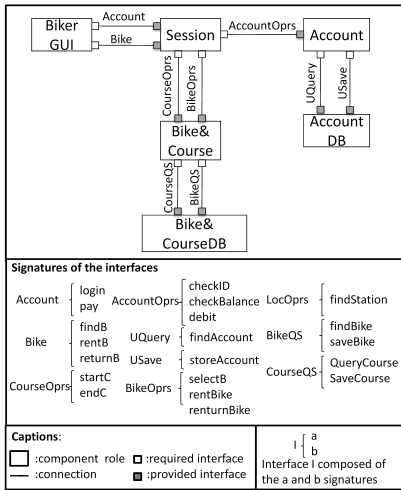 Biker GUI
Account
Bike
Session
AccountOprs
Account
CourseOprs
BikeOprs
UQuery
USave
Bike& Course
Account DB
CourseQS
BikeQS
Bike& CourseDB
Signatures of the interfaces
Account
login
pay
AccountOprs
checkID
checkBalance
debit
LocOprs
findStation
Bike
findB
rentB
returnB
UQuery
findAccount
BikeQS
findBike
saveBike
USave
storeAccount
CourseQS
QueryCourse
SaveCourse
CourseOprs
startC
endC
BikeOprs
selectB
rentBike
renturnBike
Captions:
:component role
:required interface
:connection
:provided interface
I
a
b
Interface I composed of
the a and b signatures